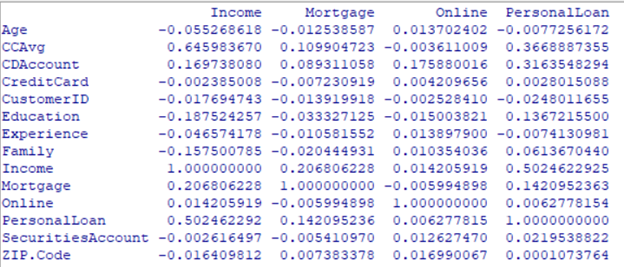 Income Mortgage Online PersonalLoan
Age -0.055268618 -0.012538587 0.013702402 -0.0077256172
CCAvg 0.645983670 0.109904723 -0.003611009 0.3668887355
CDAccount 0.169738080 0.089311058 0.175880016 0.3163548294
CreditCard -0.002385008 -0.007230919 0.004209656 0.0028015088
CustomerID -0.017694743 -0.013919918 -0.002528410 -0.0248011655
Education -0.187524257 -0.033327125 -0.015003821 0.1367215500
Experience -0.046574178 -0.010581552 0.013897900 -0.0074130981
Family -0.157500785 -0.020444931 0.010354036 0.0613670440
Income 1.000000000 0.206806228 0.014205919 0.5024622925
Mortgage 0.206806228 1.000000000 -0.005994898 0.1420952363
Online 0.014205919 -0.005994898 1.000000000 0.0062778154
PersonalLoan 0.502462292 0.142095236 0.006277815 1.0000000000
SecuritiesAccount -0.002616497 -0.005410970 0.012627470 0.0219538822
ZIP.Code -0.016409812 0.007383378 0.016990067 0.0001073764